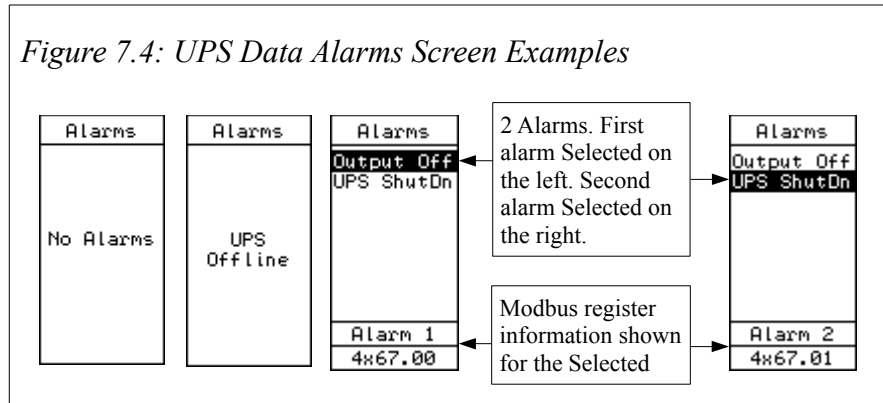 Figure 7.4: UPS Data Alarms Screen Examples
Alarms
No Alarms
Alarms
UPS
Offline
Alarms
Output Off
UPS ShutDn
Alarm 1
4x67.00
2 Alarms. First
alarm Selected on
the left. Second
alarm Selected on
the right.
Modbus register
information shown
for the Selected
Alarms
Output Off
UPS ShutDn
Alarm 2
4x67.01